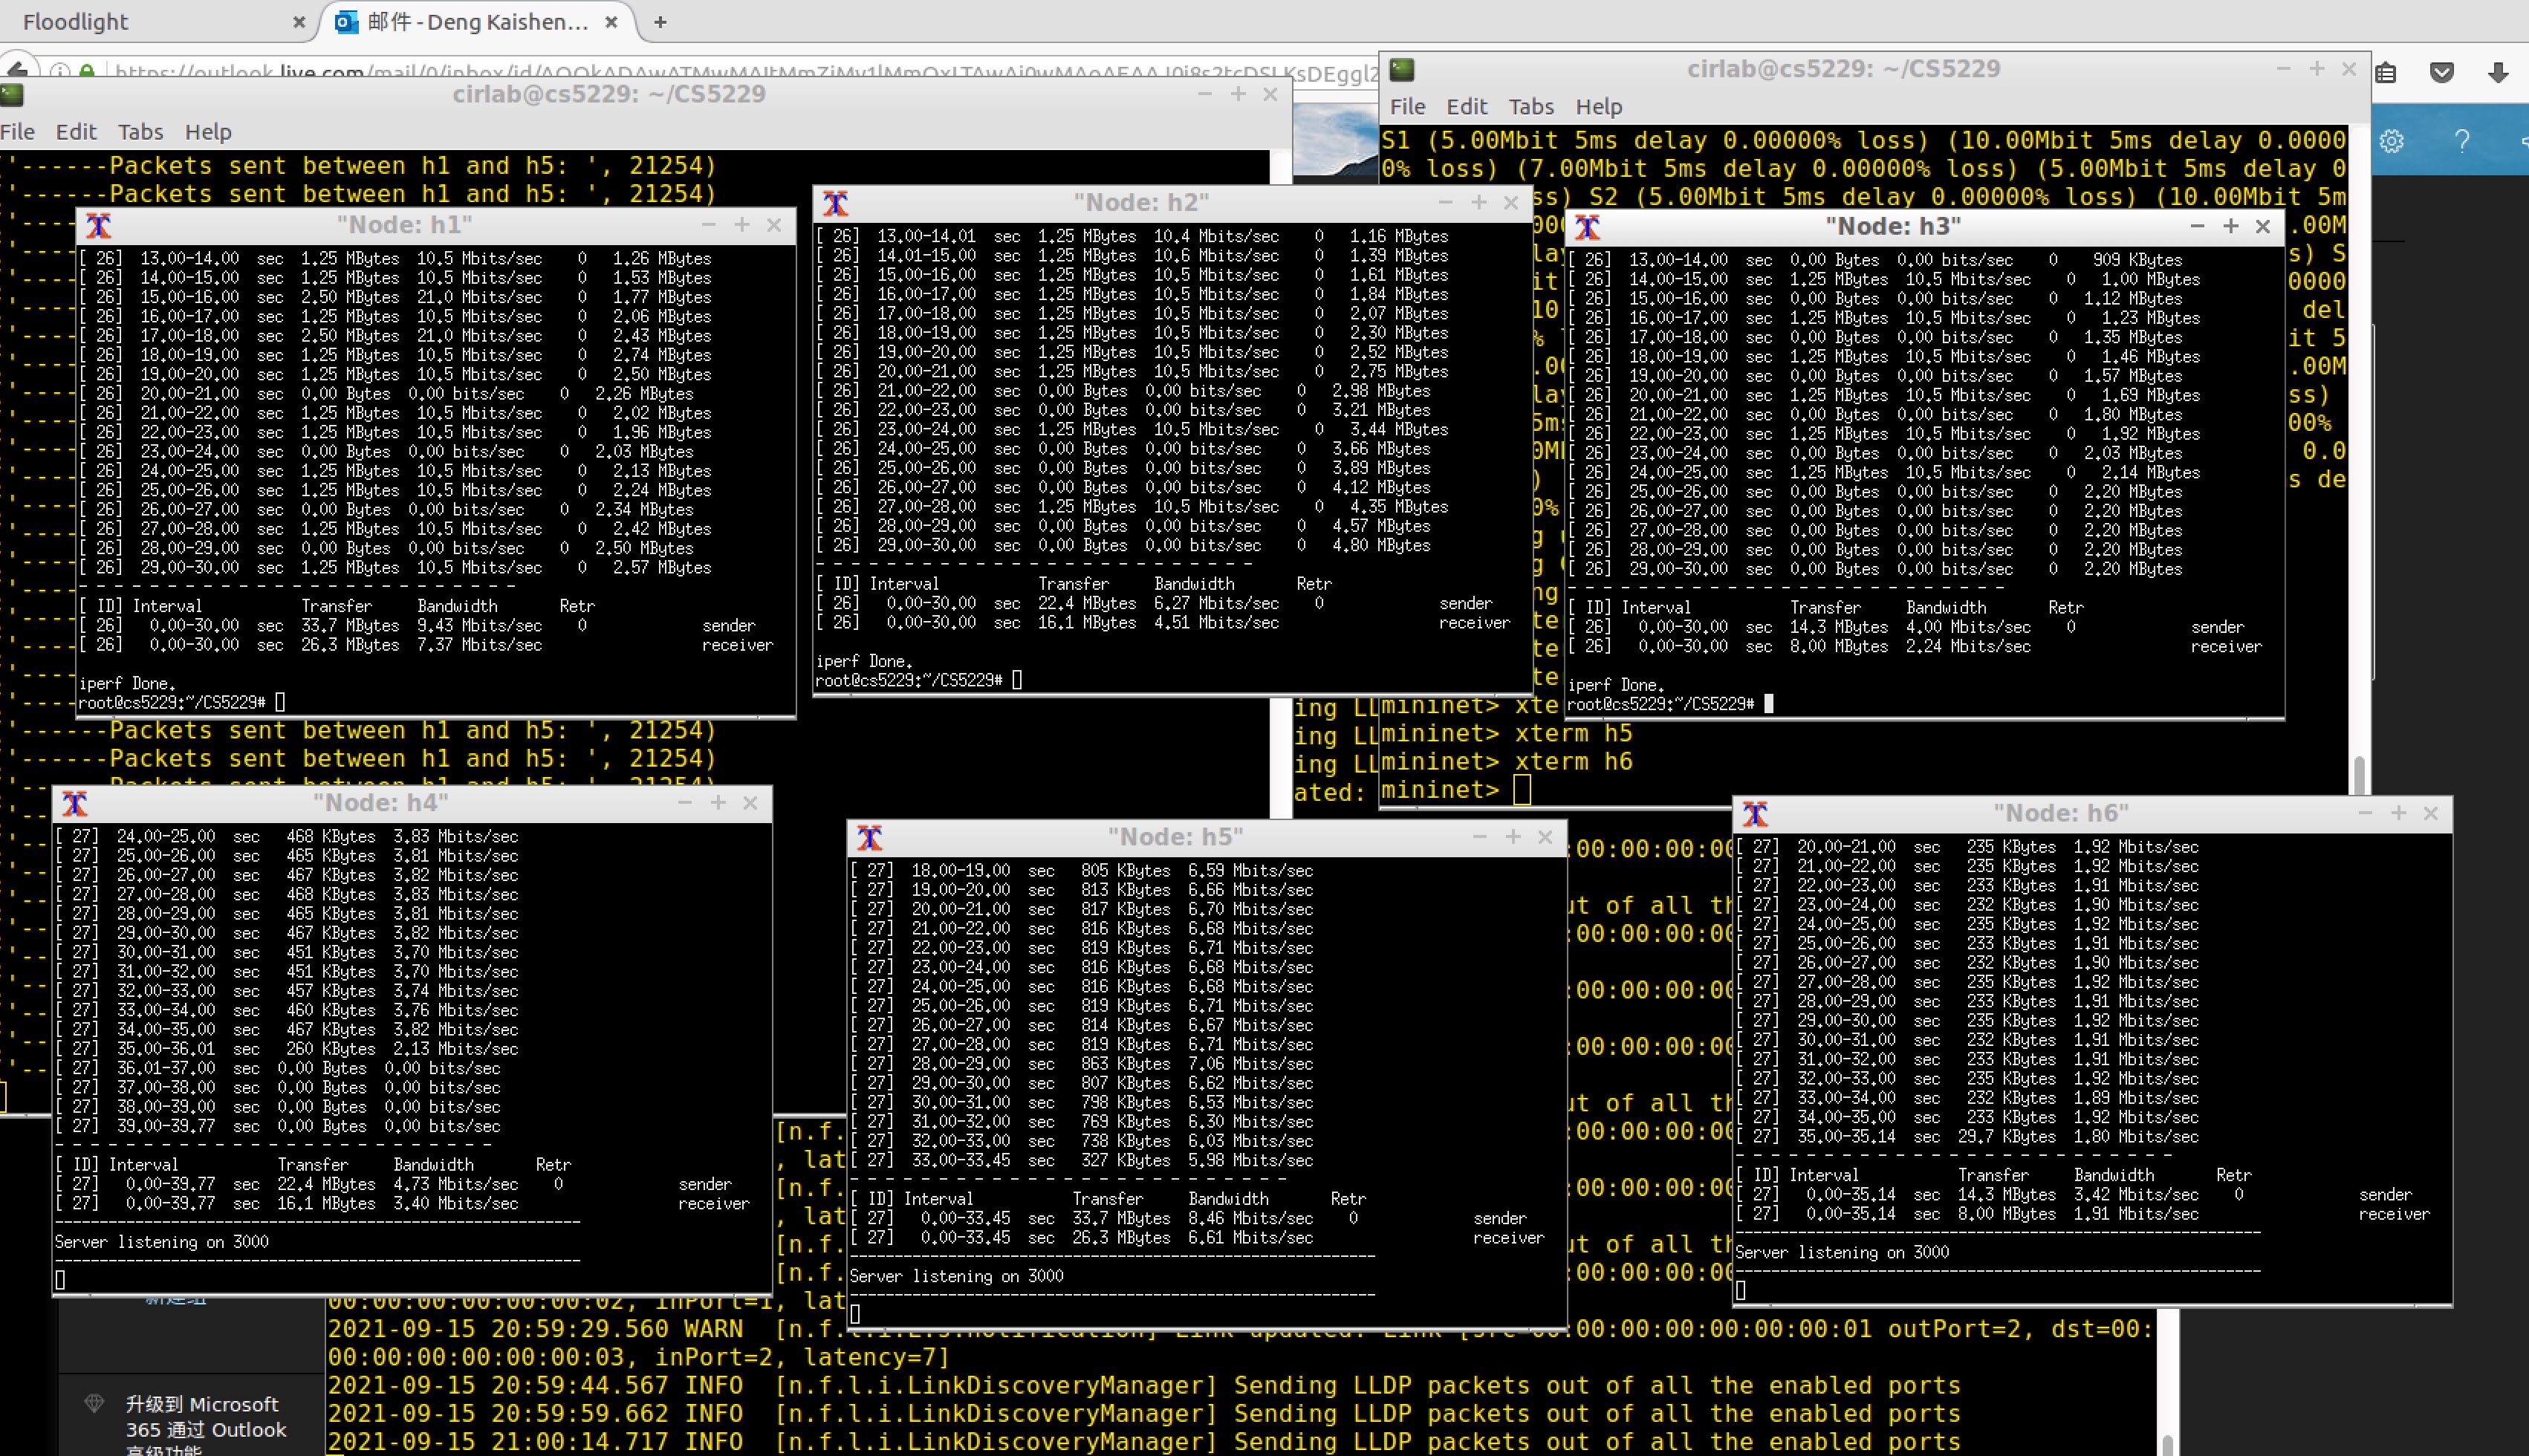 Floodlight
邮件 - Deng Kaishen...
cirlab@cs5229: ~/CS5229
File Edit Tabs Help
'------Packets sent between h1 and h5: ', 21254)
'------Packets sent between h1 and h5: ', 21254)
------Packets sent between h1 and h5: ', 21254)
------Packets sent between h1 and h5: ', 21254)
cirlab@cs5229: ~/CS5229
File Edit Tabs Help
S1 (5.00Mbit 5ms delay 0.00000% loss) (10.00Mbit 5ms delay 0.0000
0% loss) (7.00Mbit 5ms delay 0.00000% loss) (5.00Mbit 5ms delay 0
ss) S2 (5.00Mbit 5ms delay 0.00000% loss) (10.00Mbit 5m
mininet> xte
mininet> xterm h5
mininet> xterm h6
mininet>
"Node: h1"
[ 26] 13.00-14.00 sec 1.25 MBytes 10.5 Mbits/sec 0 1.26 MBytes
[ 26] 14.00-15.00 sec 1.25 MBytes 10.5 Mbits/sec 0 1.53 MBytes
[ 26] 15.00-16.00 sec 2.50 MBytes 21.0 Mbits/sec 0 1.77 MBytes
[ 26] 16.00-17.00 sec 1.25 MBytes 10.5 Mbits/sec 0 2.06 MBytes
[ 26] 17.00-18.00 sec 2.50 MBytes 21.0 Mbits/sec 0 2.43 MBytes
[ 26] 18.00-19.00 sec 1.25 MBytes 10.5 Mbits/sec 0 2.74 MBytes
[ 26] 19.00-20.00 sec 1.25 MBytes 10.5 Mbits/sec 0 2.50 MBytes
[ 26] 20.00-21.00 sec 0.00 Bytes 0.00 bits/sec 0 2.26 MBytes
[ 26] 21.00-22.00 sec 1.25 MBytes 10.5 Mbits/sec 0 2.02 MBytes
[ 26] 22.00-23.00 sec 1.25 MBytes 10.5 Mbits/sec 0 1.96 MBytes
[ 26] 23.00-24.00 sec 0.00 Bytes 0.00 bits/sec 0 2.03 MBytes
[ 26] 24.00-25.00 sec 1.25 MBytes 10.5 Mbits/sec 0 2.13 MBytes
[ 26] 25.00-26.00 sec 1.25 MBytes 10.5 Mbits/sec 0 2.24 MBytes
[ 26] 26.00-27.00 sec 0.00 Bytes 0.00 bits/sec 0 2.34 MBytes
[ 26] 27.00-28.00 sec 1.25 MBytes 10.5 Mbits/sec 0 2.42 MBytes
[ 26] 28.00-29.00 sec 0.00 Bytes 0.00 bits/sec 0 2.50 MBytes
[ 26] 29.00-30.00 sec 1.25 MBytes 10.5 Mbits/sec 0 2.57 MBytes
- - - - - - - - - - - - - - - - - - - - - - - - -
[ ID] Interval Transfer Bandwidth Retr
[ 26] 0.00-30.00 sec 33.7 MBytes 9.43 Mbits/sec 0 sender
[ 26] 0.00-30.00 sec 26.3 MBytes 7.37 Mbits/sec receiver
iperf Done.
root@cs5229:~/CS5229#
"Node: h2"
[ 26] 13.00-14.01 sec 1.25 MBytes 10.4 Mbits/sec 0 1.16 MBytes
[ 26] 14.01-15.00 sec 1.25 MBytes 10.6 Mbits/sec 0 1.39 MBytes
[ 26] 15.00-16.00 sec 1.25 MBytes 10.5 Mbits/sec 0 1.61 MBytes
[ 26] 16.00-17.00 sec 1.25 MBytes 10.5 Mbits/sec 0 1.84 MBytes
[ 26] 17.00-18.00 sec 1.25 MBytes 10.5 Mbits/sec 0 2.07 MBytes
[ 26] 18.00-19.00 sec 1.25 MBytes 10.5 Mbits/sec 0 2.30 MBytes
[ 26] 19.00-20.00 sec 1.25 MBytes 10.5 Mbits/sec 0 2.52 MBytes
[ 26] 20.00-21.00 sec 1.25 MBytes 10.5 Mbits/sec 0 2.75 MBytes
[ 26] 21.00-22.00 sec 0.00 Bytes 0.00 bits/sec 0 2.98 MBytes
[ 26] 22.00-23.00 sec 0.00 Bytes 0.00 bits/sec 0 3.21 MBytes
[ 26] 23.00-24.00 sec 1.25 MBytes 10.5 Mbits/sec 0 3.44 MBytes
[ 26] 24.00-25.00 sec 0.00 Bytes 0.00 bits/sec 0 3.66 MBytes
[ 26] 25.00-26.00 sec 0.00 Bytes 0.00 bits/sec 0 3.89 MBytes
[ 26] 26.00-27.00 sec 0.00 Bytes 0.00 bits/sec 0 4.12 MBytes
[ 26] 27.00-28.00 sec 1.25 MBytes 10.5 Mbits/sec 0 4.35 MBytes
[ 26] 28.00-29.00 sec 0.00 Bytes 0.00 bits/sec 0 4.57 MBytes
[ 26] 29.00-30.00 sec 0.00 Bytes 0.00 bits/sec 0 4.80 MBytes
- - - - - - - - - - - - - - - - - - - - - - - - -
[ ID] Interval Transfer Bandwidth Retr
[ 26] 0.00-30.00 sec 22.4 MBytes 6.27 Mbits/sec 0 sender
[ 26] 0.00-30.00 sec 16.1 MBytes 4.51 Mbits/sec receiver
iperf Done.
root@cs5229:~/CS5229#
"Node: h3"
[ 26] 13.00-14.00 sec 0.00 Bytes 0.00 bits/sec 0 909 KBytes
[ 26] 14.00-15.00 sec 1.25 MBytes 10.5 Mbits/sec 0 1.00 MBytes
[ 26] 15.00-16.00 sec 0.00 Bytes 0.00 bits/sec 0 1.12 MBytes
[ 26] 16.00-17.00 sec 1.25 MBytes 10.5 Mbits/sec 0 1.23 MBytes
[ 26] 17.00-18.00 sec 0.00 Bytes 0.00 bits/sec 0 1.35 MBytes
[ 26] 18.00-19.00 sec 1.25 MBytes 10.5 Mbits/sec 0 1.46 MBytes
[ 26] 19.00-20.00 sec 0.00 Bytes 0.00 bits/sec 0 1.57 MBytes
[ 26] 20.00-21.00 sec 1.25 MBytes 10.5 Mbits/sec 0 1.69 MBytes
[ 26] 21.00-22.00 sec 0.00 Bytes 0.00 bits/sec 0 1.80 MBytes
[ 26] 22.00-23.00 sec 1.25 MBytes 10.5 Mbits/sec 0 1.92 MBytes
[ 26] 23.00-24.00 sec 0.00 Bytes 0.00 bits/sec 0 2.03 MBytes
[ 26] 24.00-25.00 sec 1.25 MBytes 10.5 Mbits/sec 0 2.14 MBytes
[ 26] 25.00-26.00 sec 0.00 Bytes 0.00 bits/sec 0 2.20 MBytes
[ 26] 26.00-27.00 sec 0.00 Bytes 0.00 bits/sec 0 2.20 MBytes
[ 26] 27.00-28.00 sec 0.00 Bytes 0.00 bits/sec 0 2.20 MBytes
[ 26] 28.00-29.00 sec 0.00 Bytes 0.00 bits/sec 0 2.20 MBytes
[ 26] 29.00-30.00 sec 0.00 Bytes 0.00 bits/sec 0 2.20 MBytes
- - - - - - - - - - - - - - - - - - - - - - - - -
[ ID] Interval Transfer Bandwidth Retr
[ 26] 0.00-30.00 sec 14.3 MBytes 4.00 Mbits/sec 0 sender
[ 26] 0.00-30.00 sec 8.00 MBytes 2.24 Mbits/sec receiver
iperf Done.
root@cs5229:~/CS5229#
"Node: h4"
[ 27] 24.00-25.00 sec 468 KBytes 3.83 Mbits/sec
[ 27] 25.00-26.00 sec 465 KBytes 3.81 Mbits/sec
[ 27] 26.00-27.00 sec 467 KBytes 3.82 Mbits/sec
[ 27] 27.00-28.00 sec 468 KBytes 3.83 Mbits/sec
[ 27] 28.00-29.00 sec 465 KBytes 3.81 Mbits/sec
[ 27] 29.00-30.00 sec 467 KBytes 3.82 Mbits/sec
[ 27] 30.00-31.00 sec 451 KBytes 3.70 Mbits/sec
[ 27] 31.00-32.00 sec 451 KBytes 3.70 Mbits/sec
[ 27] 32.00-33.00 sec 457 KBytes 3.74 Mbits/sec
[ 27] 33.00-34.00 sec 460 KBytes 3.76 Mbits/sec
[ 27] 34.00-35.00 sec 467 KBytes 3.82 Mbits/sec
[ 27] 35.00-36.01 sec 260 KBytes 2.13 Mbits/sec
[ 27] 36.01-37.00 sec 0.00 Bytes 0.00 bits/sec
[ 27] 37.00-38.00 sec 0.00 Bytes 0.00 bits/sec
[ 27] 38.00-39.00 sec 0.00 Bytes 0.00 bits/sec
[ 27] 39.00-39.77 sec 0.00 Bytes 0.00 bits/sec
- - - - - - - - - - - - - - - - - - - - - - - - -
[ ID] Interval Transfer Bandwidth Retr
[ 27] 0.00-39.77 sec 22.4 MBytes 4.73 Mbits/sec 0 sender
[ 27] 0.00-39.77 sec 16.1 MBytes 3.40 Mbits/sec receiver
-----------------------------------------------------------
Server listening on 3000
-----------------------------------------------------------
"Node: h5"
[ 27] 18.00-19.00 sec 805 KBytes 6.59 Mbits/sec
[ 27] 19.00-20.00 sec 813 KBytes 6.66 Mbits/sec
[ 27] 20.00-21.00 sec 817 KBytes 6.70 Mbits/sec
[ 27] 21.00-22.00 sec 816 KBytes 6.68 Mbits/sec
[ 27] 22.00-23.00 sec 819 KBytes 6.71 Mbits/sec
[ 27] 23.00-24.00 sec 816 KBytes 6.68 Mbits/sec
[ 27] 24.00-25.00 sec 816 KBytes 6.68 Mbits/sec
[ 27] 25.00-26.00 sec 819 KBytes 6.71 Mbits/sec
[ 27] 26.00-27.00 sec 814 KBytes 6.67 Mbits/sec
[ 27] 27.00-28.00 sec 819 KBytes 6.71 Mbits/sec
[ 27] 28.00-29.00 sec 863 KBytes 7.06 Mbits/sec
[ 27] 29.00-30.00 sec 807 KBytes 6.62 Mbits/sec
[ 27] 30.00-31.00 sec 798 KBytes 6.53 Mbits/sec
[ 27] 31.00-32.00 sec 769 KBytes 6.30 Mbits/sec
[ 27] 32.00-33.00 sec 738 KBytes 6.03 Mbits/sec
[ 27] 33.00-33.45 sec 327 KBytes 5.98 Mbits/sec
- - - - - - - - - - - - - - - - - - - - - - - - -
[ ID] Interval Transfer Bandwidth Retr
[ 27] 0.00-33.45 sec 33.7 MBytes 8.46 Mbits/sec 0 sender
[ 27] 0.00-33.45 sec 26.3 MBytes 6.61 Mbits/sec receiver
-----------------------------------------------------------
Server listening on 3000
-----------------------------------------------------------
"Node: h6"
[ 27] 20.00-21.00 sec 235 KBytes 1.92 Mbits/sec
[ 27] 21.00-22.00 sec 235 KBytes 1.92 Mbits/sec
[ 27] 22.00-23.00 sec 233 KBytes 1.91 Mbits/sec
[ 27] 23.00-24.00 sec 232 KBytes 1.90 Mbits/sec
[ 27] 24.00-25.00 sec 235 KBytes 1.92 Mbits/sec
[ 27] 25.00-26.00 sec 233 KBytes 1.91 Mbits/sec
[ 27] 26.00-27.00 sec 232 KBytes 1.90 Mbits/sec
[ 27] 27.00-28.00 sec 235 KBytes 1.92 Mbits/sec
[ 27] 28.00-29.00 sec 233 KBytes 1.91 Mbits/sec
[ 27] 29.00-30.00 sec 235 KBytes 1.92 Mbits/sec
[ 27] 30.00-31.00 sec 232 KBytes 1.91 Mbits/sec
[ 27] 31.00-32.00 sec 233 KBytes 1.91 Mbits/sec
[ 27] 32.00-33.00 sec 235 KBytes 1.92 Mbits/sec
[ 27] 33.00-34.00 sec 232 KBytes 1.89 Mbits/sec
[ 27] 34.00-35.00 sec 233 KBytes 1.92 Mbits/sec
[ 27] 35.00-35.14 sec 29.7 KBytes 1.80 Mbits/sec
- - - - - - - - - - - - - - - - - - - - - - - - -
[ ID] Interval Transfer Bandwidth Retr
[ 27] 0.00-35.14 sec 14.3 MBytes 3.42 Mbits/sec 0 sender
[ 27] 0.00-35.14 sec 8.00 MBytes 1.91 Mbits/sec receiver
-----------------------------------------------------------
Server listening on 3000
-----------------------------------------------------------
00:00:00:00:00:00:02, inPort=1, lat
2021-09-15 20:59:29.560 WARN [n.f. 00:00:00:00:00:00:01 outPort=2, dst=00:
00:00:00:00:00:00:03, inPort=2, latency=7]
2021-09-15 20:59:44.567 INFO [n.f.l.i.LinkDiscoveryManager] Sending LLDP packets out of all the enabled ports
2021-09-15 20:59:59.662 INFO [n.f.l.i.LinkDiscoveryManager] Sending LLDP packets out of all the enabled ports
2021-09-15 21:00:14.717 INFO [n.f.l.i.LinkDiscoveryManager] Sending LLDP packets out of all the enabled ports
升级到 Microsoft
365 通过 Outlook